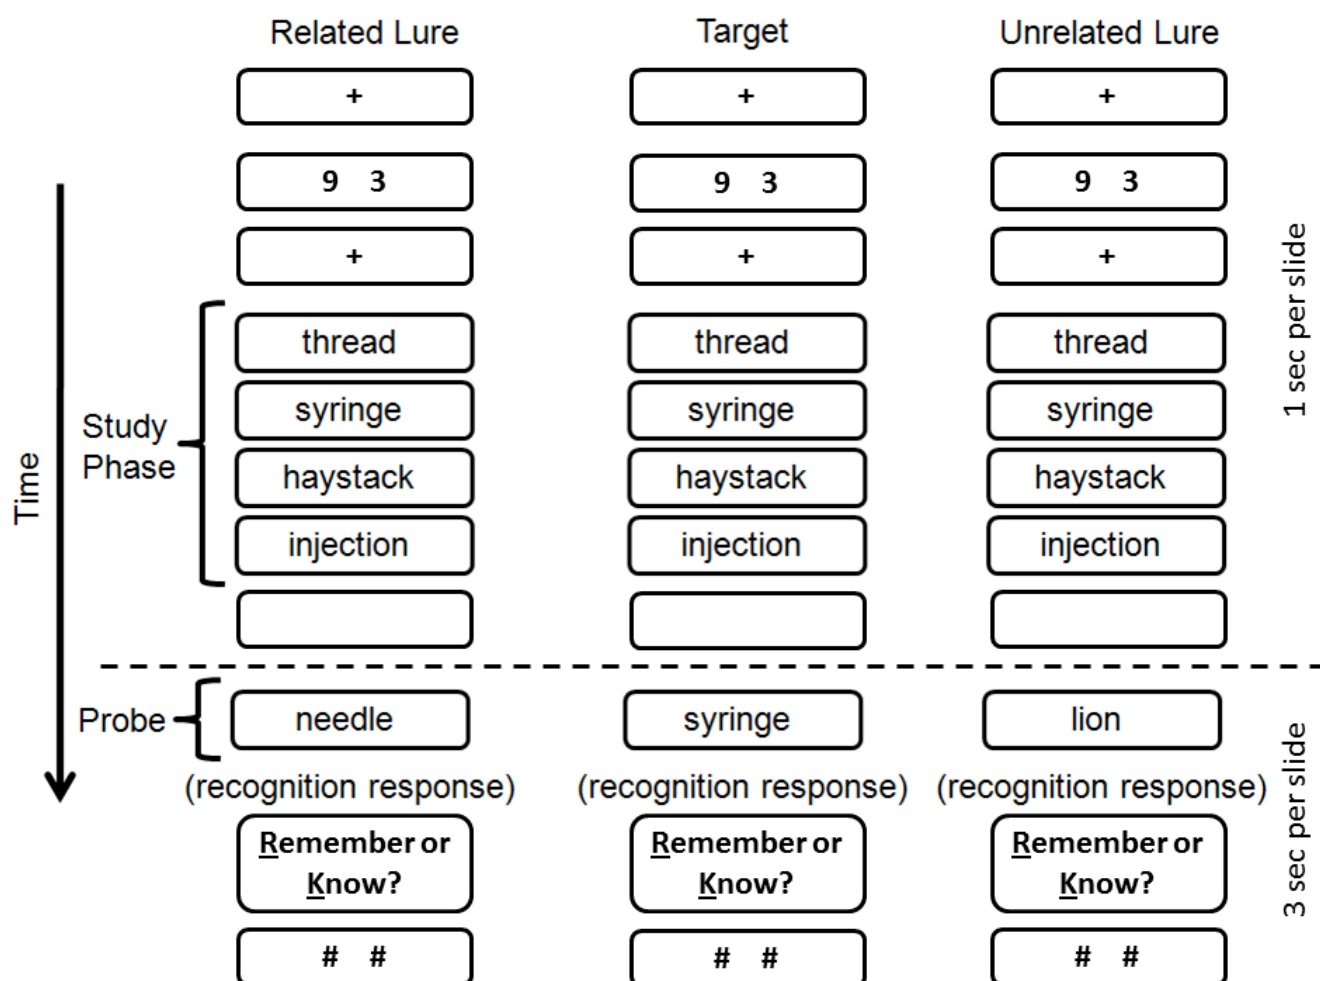 Related Lure Target Unrelated Lure
+ + +
9 3 9 3 9 3
+ + +
thread thread thread
syringe syringe syringe
haystack haystack haystack
injection injection injection
Study
Phase
Time
1 sec per slide
Probe
needle syringe lion
(recognition response) (recognition response) (recognition response)
Remember or Remember or Remember or
Know? Know? Know?
# # # # # #
3 sec per slide